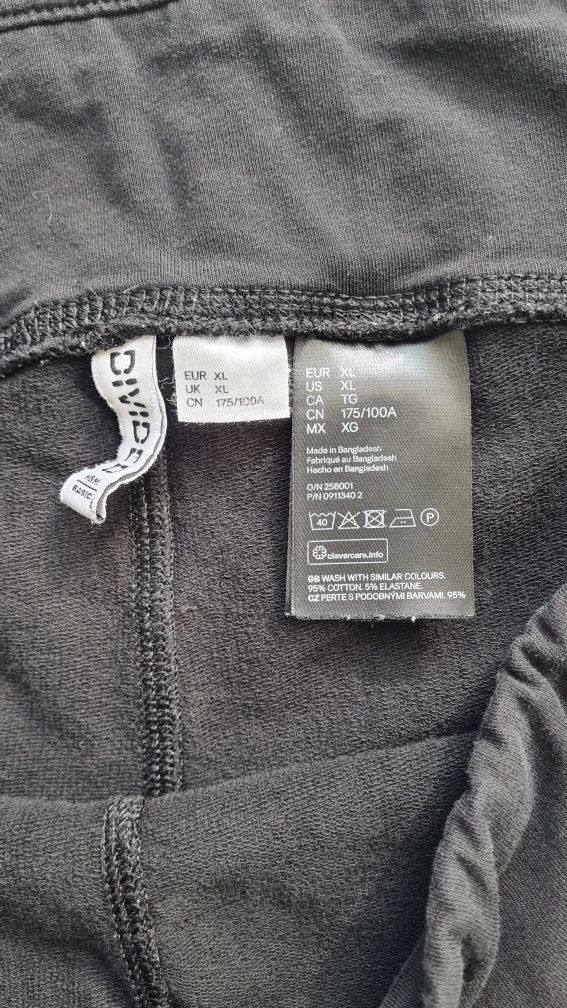 DIVIDED
H&M
BASIC
EUR XL
UK XL
CN 175/100A
EUR XL
US XL
CA TG
CN 175/100A
MX XG
Made in Bangladesh
Fabriqué au Bangladesh
Hecho en Bangladesh
O/N 258001
P/N 0911340 2
40
P
clevercare.info
GB WASH WITH SIMILAR COLOURS.
95% COTTON. 5% ELASTANE
CZ PERTE S PODOBNÝMI BARVAMI. 95%